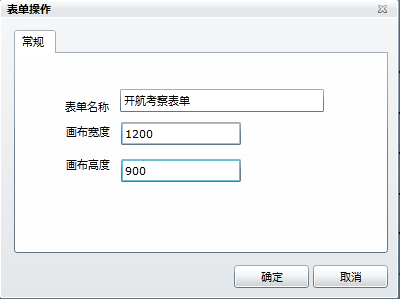 表单操作
常规
表单名称 开航考察表单
画布宽度 1200
画布高度 900
确定 取消